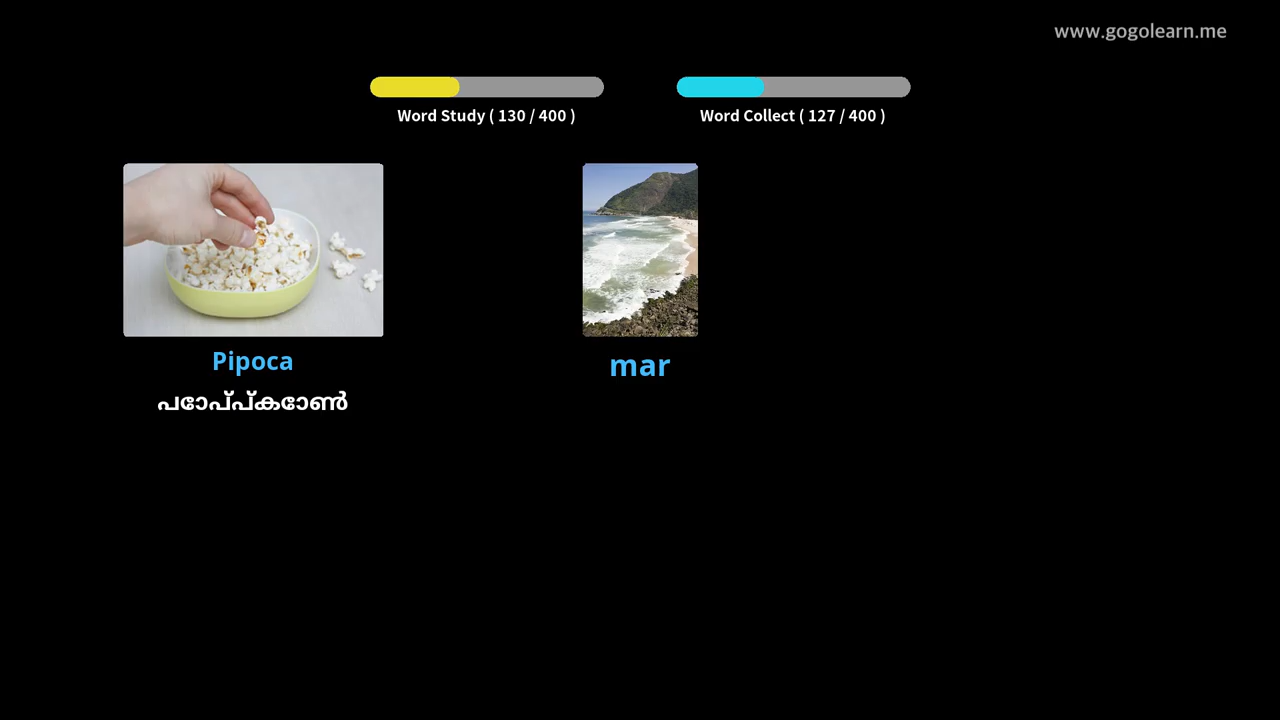 www.gogolearn.me
Word Study ( 130 / 400 )
Word Collect ( 127 / 400 )
Pipoca
പോപ്പ്കോൺ
mar